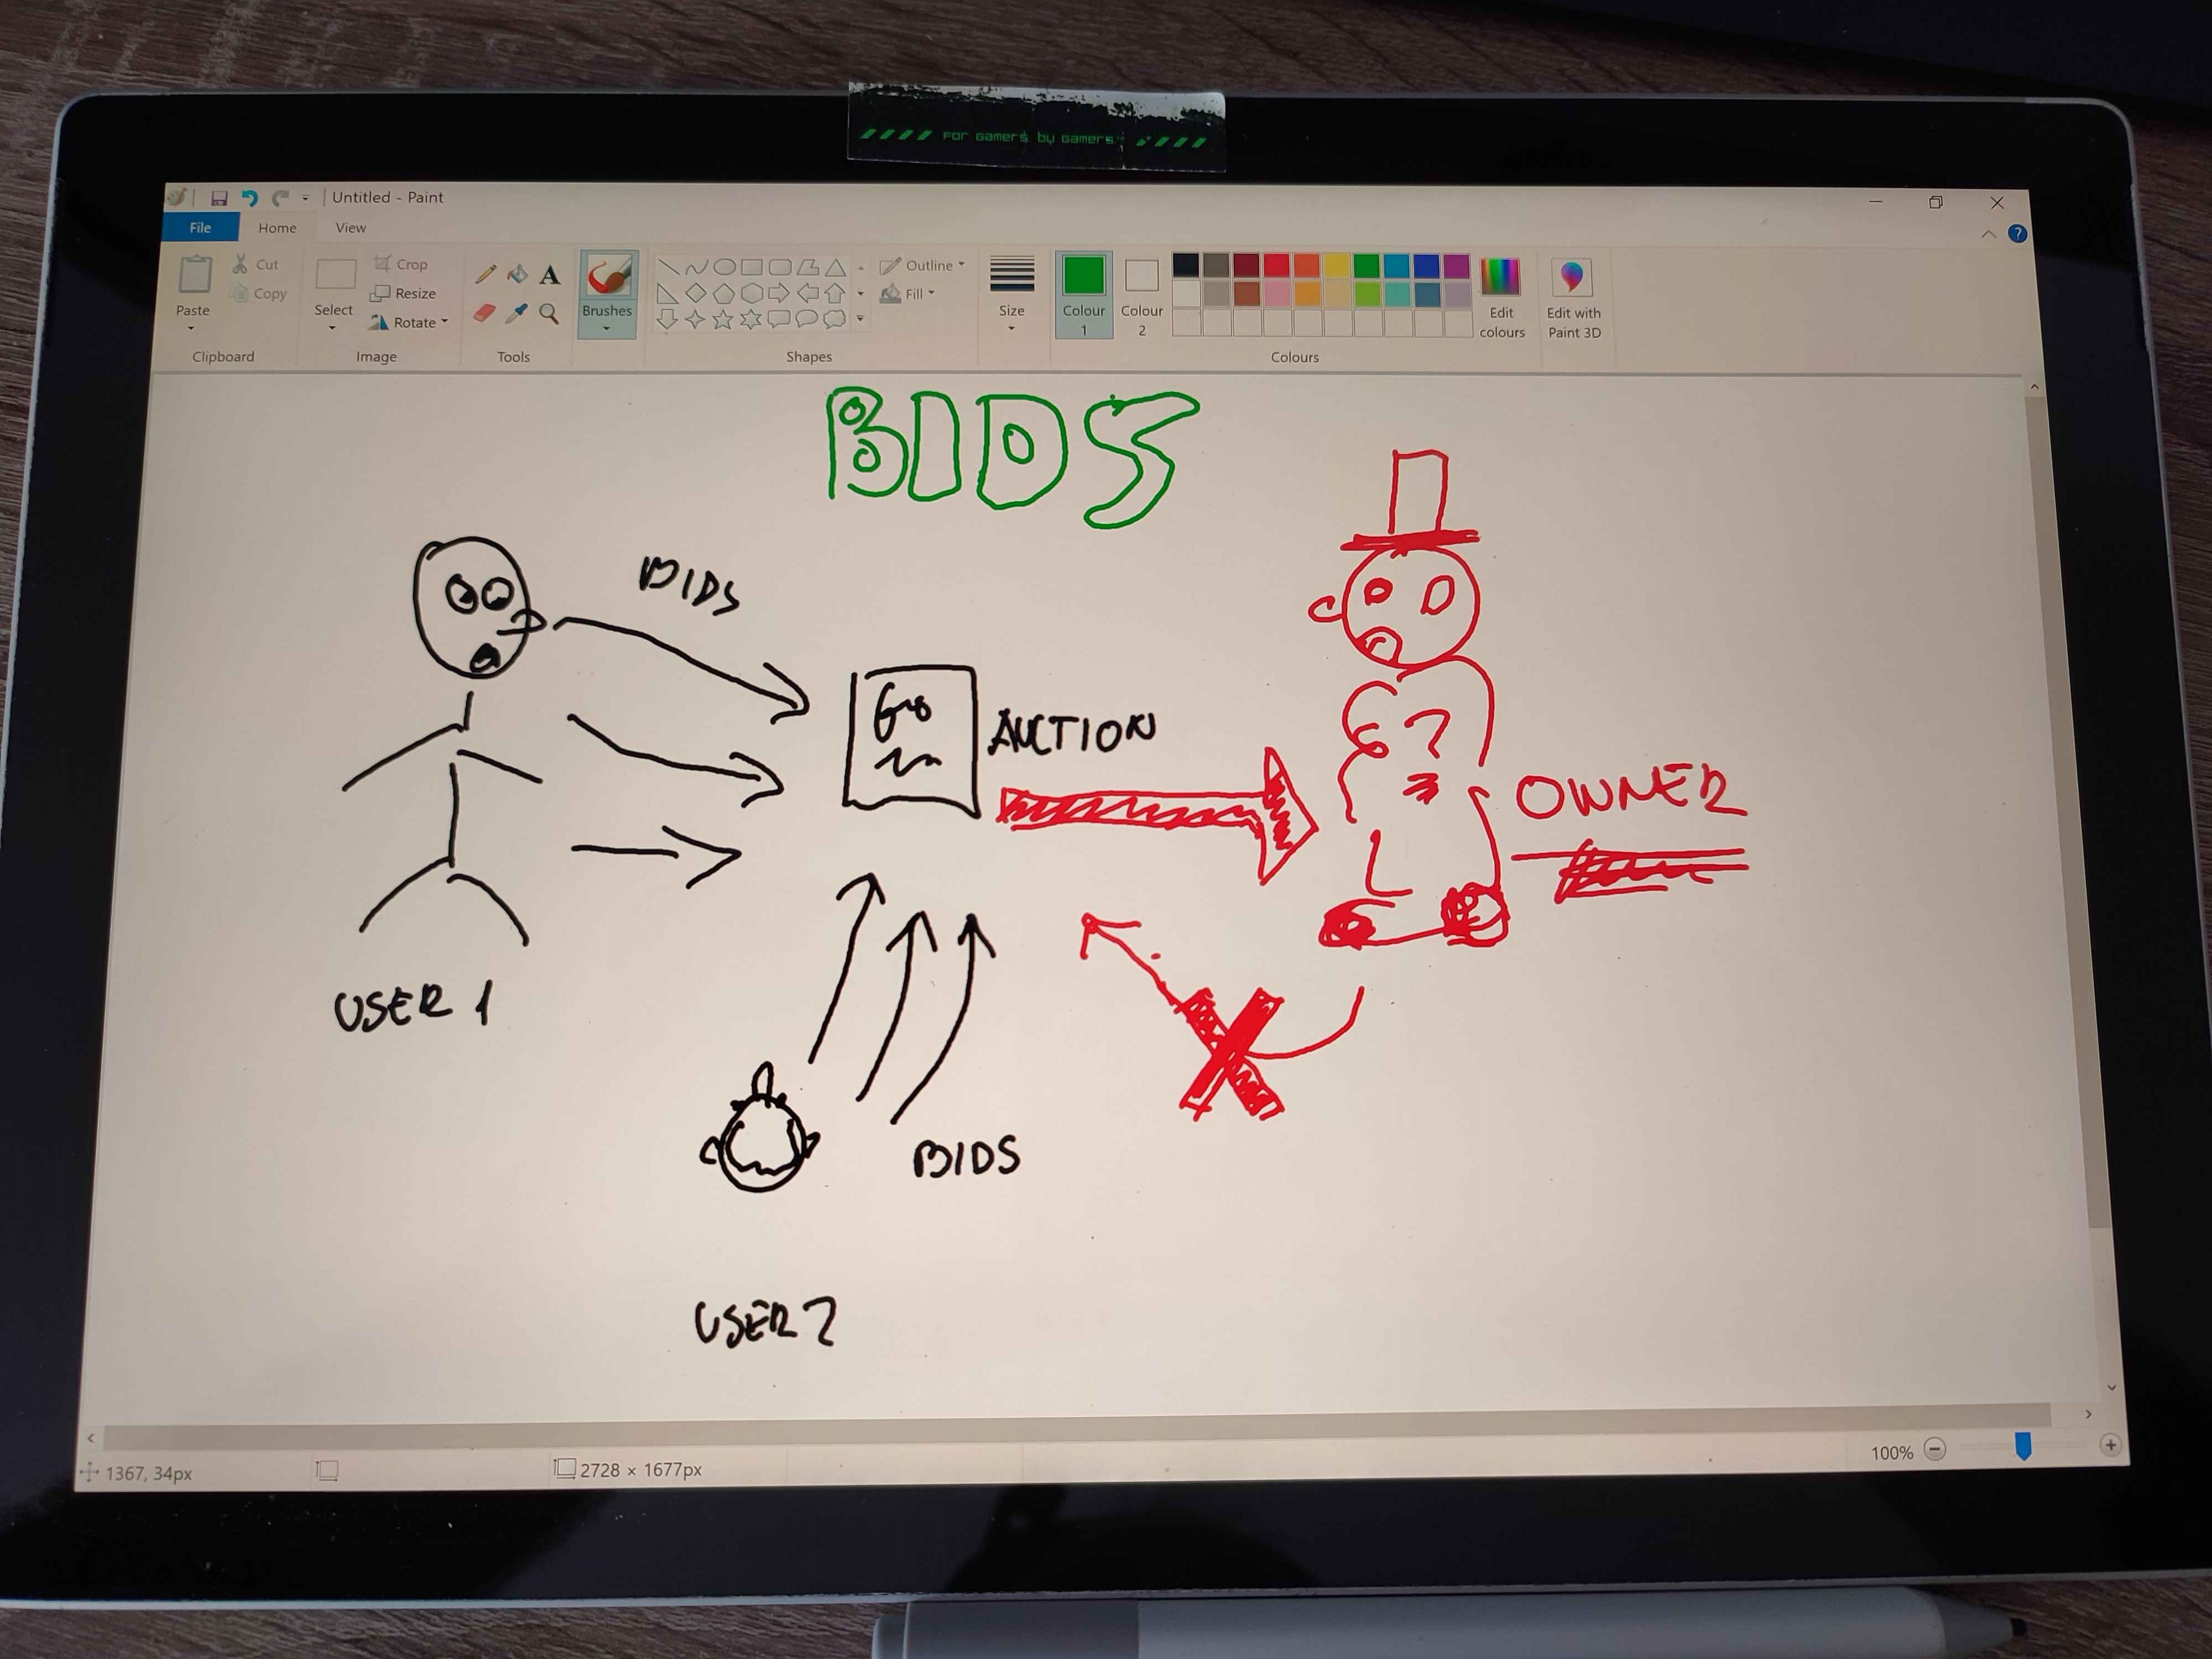 For Gamers. by Gamers.
Untitled - Paint
File Home View
Paste
Cut
Copy
Clipboard
Select
Crop
Resize
Rotate
Image
A
Tools
Brushes
Outline
Fill
Shapes
Size
Colour 1
Colour 2
Edit colours
Colours
Edit with Paint 3D
BIDS
BIDS
AUCTION
OWNER
?
USER 1
BIDS
USER 2
1367, 34px
2728 × 1677px
100%